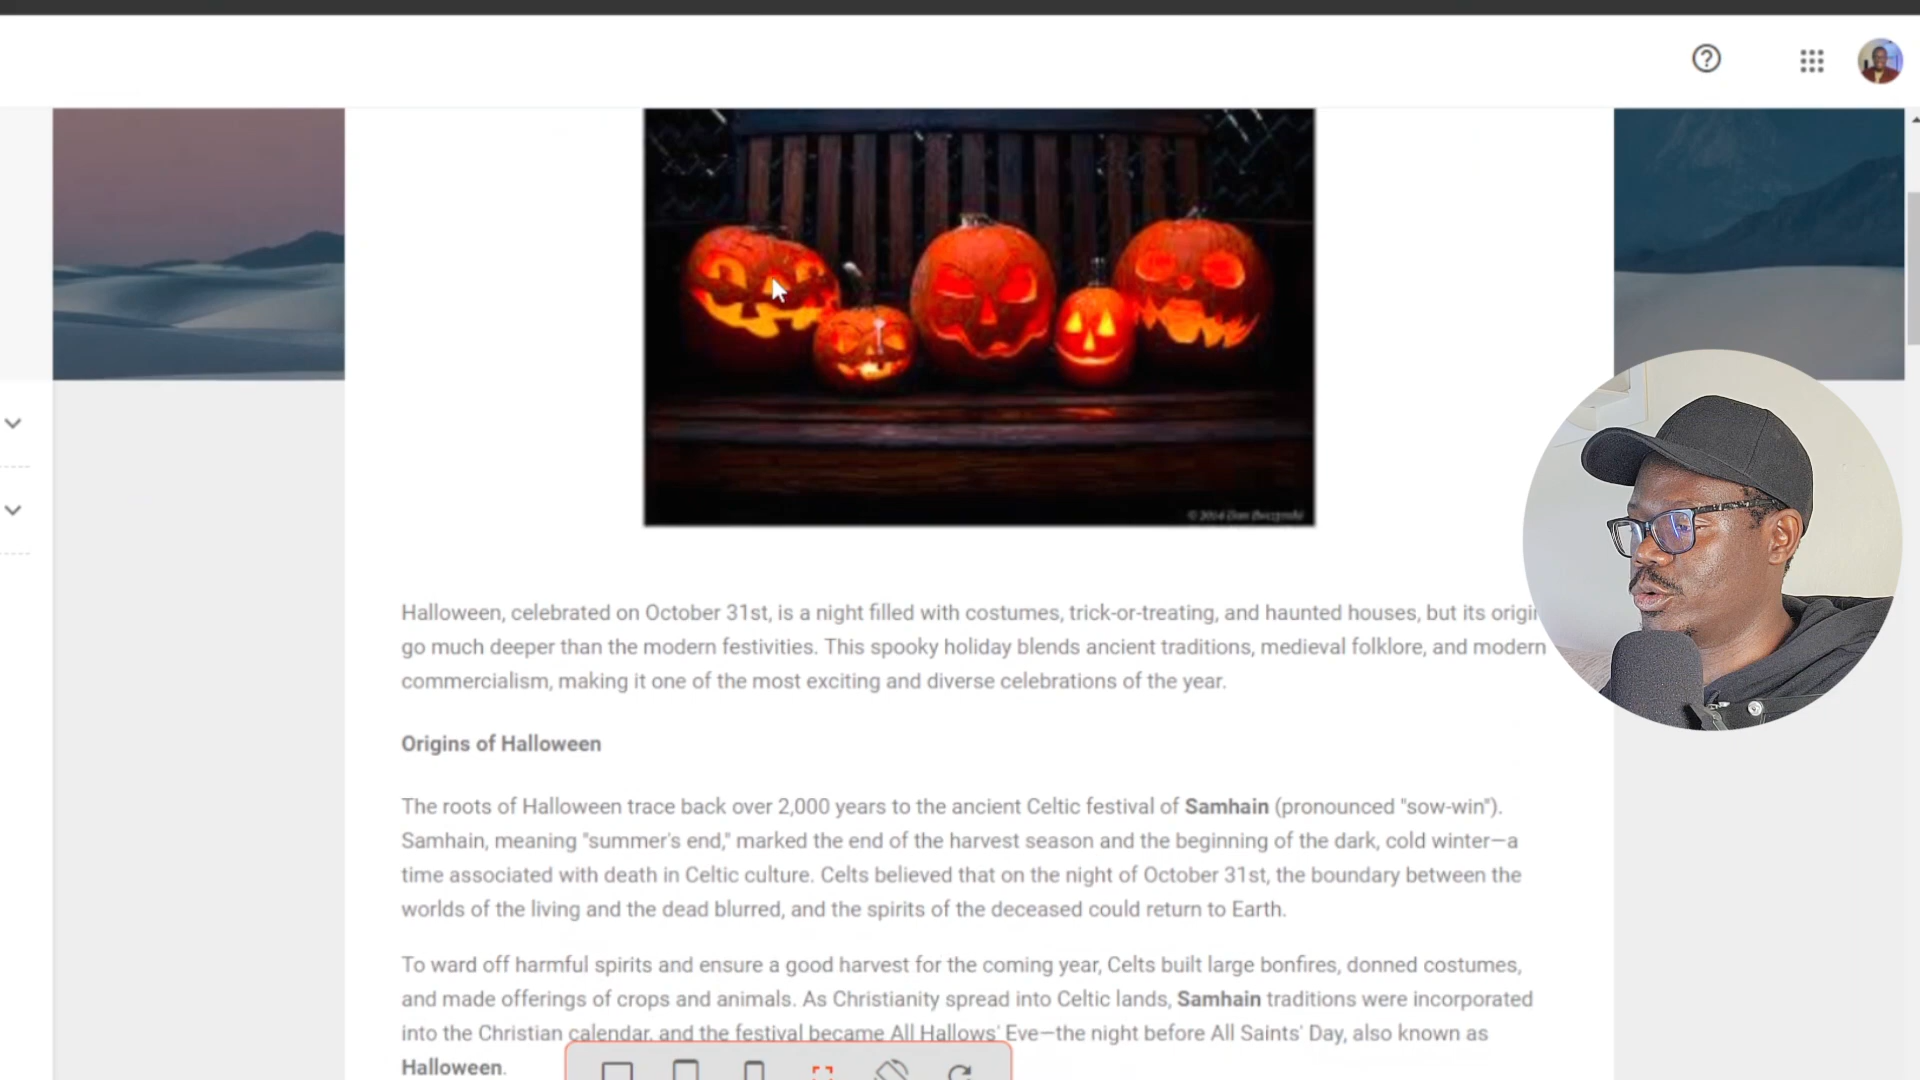 © 2014 Dan
Halloween, celebrated on October 31st, is a night filled with costumes, trick-or-treating, and haunted houses, but its origin
go much deeper than the modern festivities. This spooky holiday blends ancient traditions, medieval folklore, and modern
commercialism, making it one of the most exciting and diverse celebrations of the year.
Origins of Halloween
The roots of Halloween trace back over 2,000 years to the ancient Celtic festival of Samhain (pronounced "sow-win").
Samhain, meaning "summer's end," marked the end of the harvest season and the beginning of the dark, cold winter—a
time associated with death in Celtic culture. Celts believed that on the night of October 31st, the boundary between the
worlds of the living and the dead blurred, and the spirits of the deceased could return to Earth.
To ward off harmful spirits and ensure a good harvest for the coming year, Celts built large bonfires, donned costumes,
and made offerings of crops and animals. As Christianity spread into Celtic lands, Samhain traditions were incorporated
into the Christian calendar, and the festival became All Hallows' Eve—the night before All Saints' Day, also known as
Halloween.